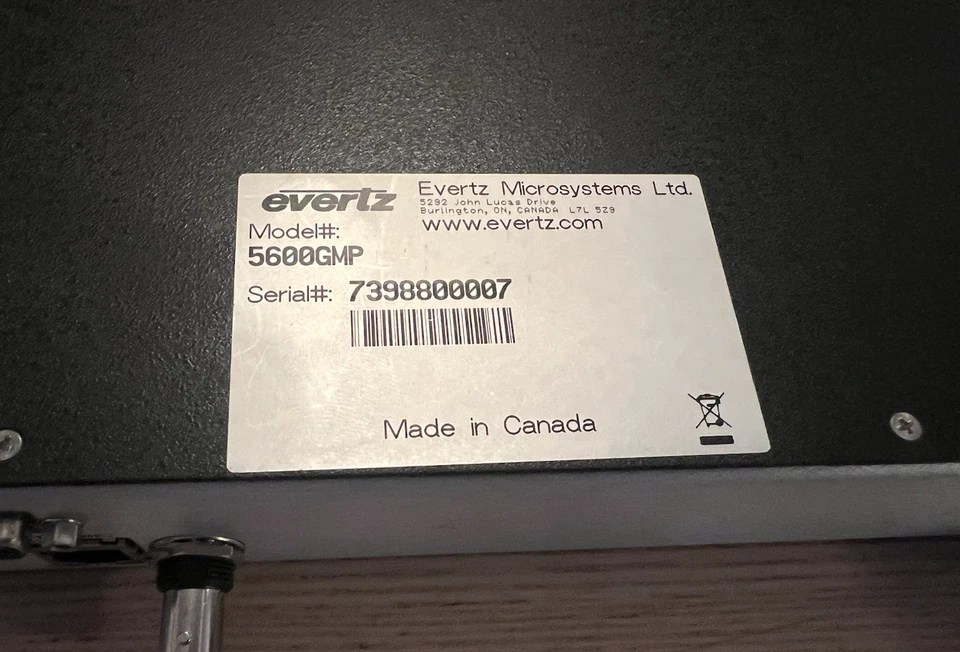 evertz
Evertz Microsystems Ltd.
5292 John Lucas Drive
Burlington, ON, CANADA L7L 5Z9
www.evertz.com
Model#:
5600GMP
Serial#: 7398800007
Made in Canada